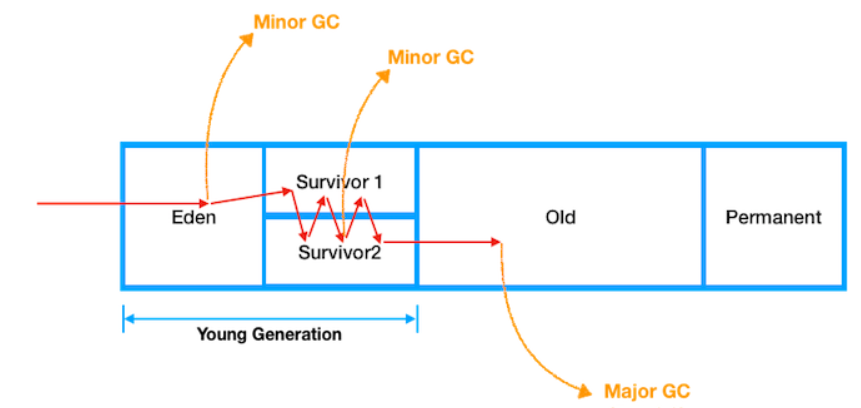 Minor GC
Minor GC
Survivor 1
Eden
Old
Permanent
Survivor2
Young Generation
Major GC